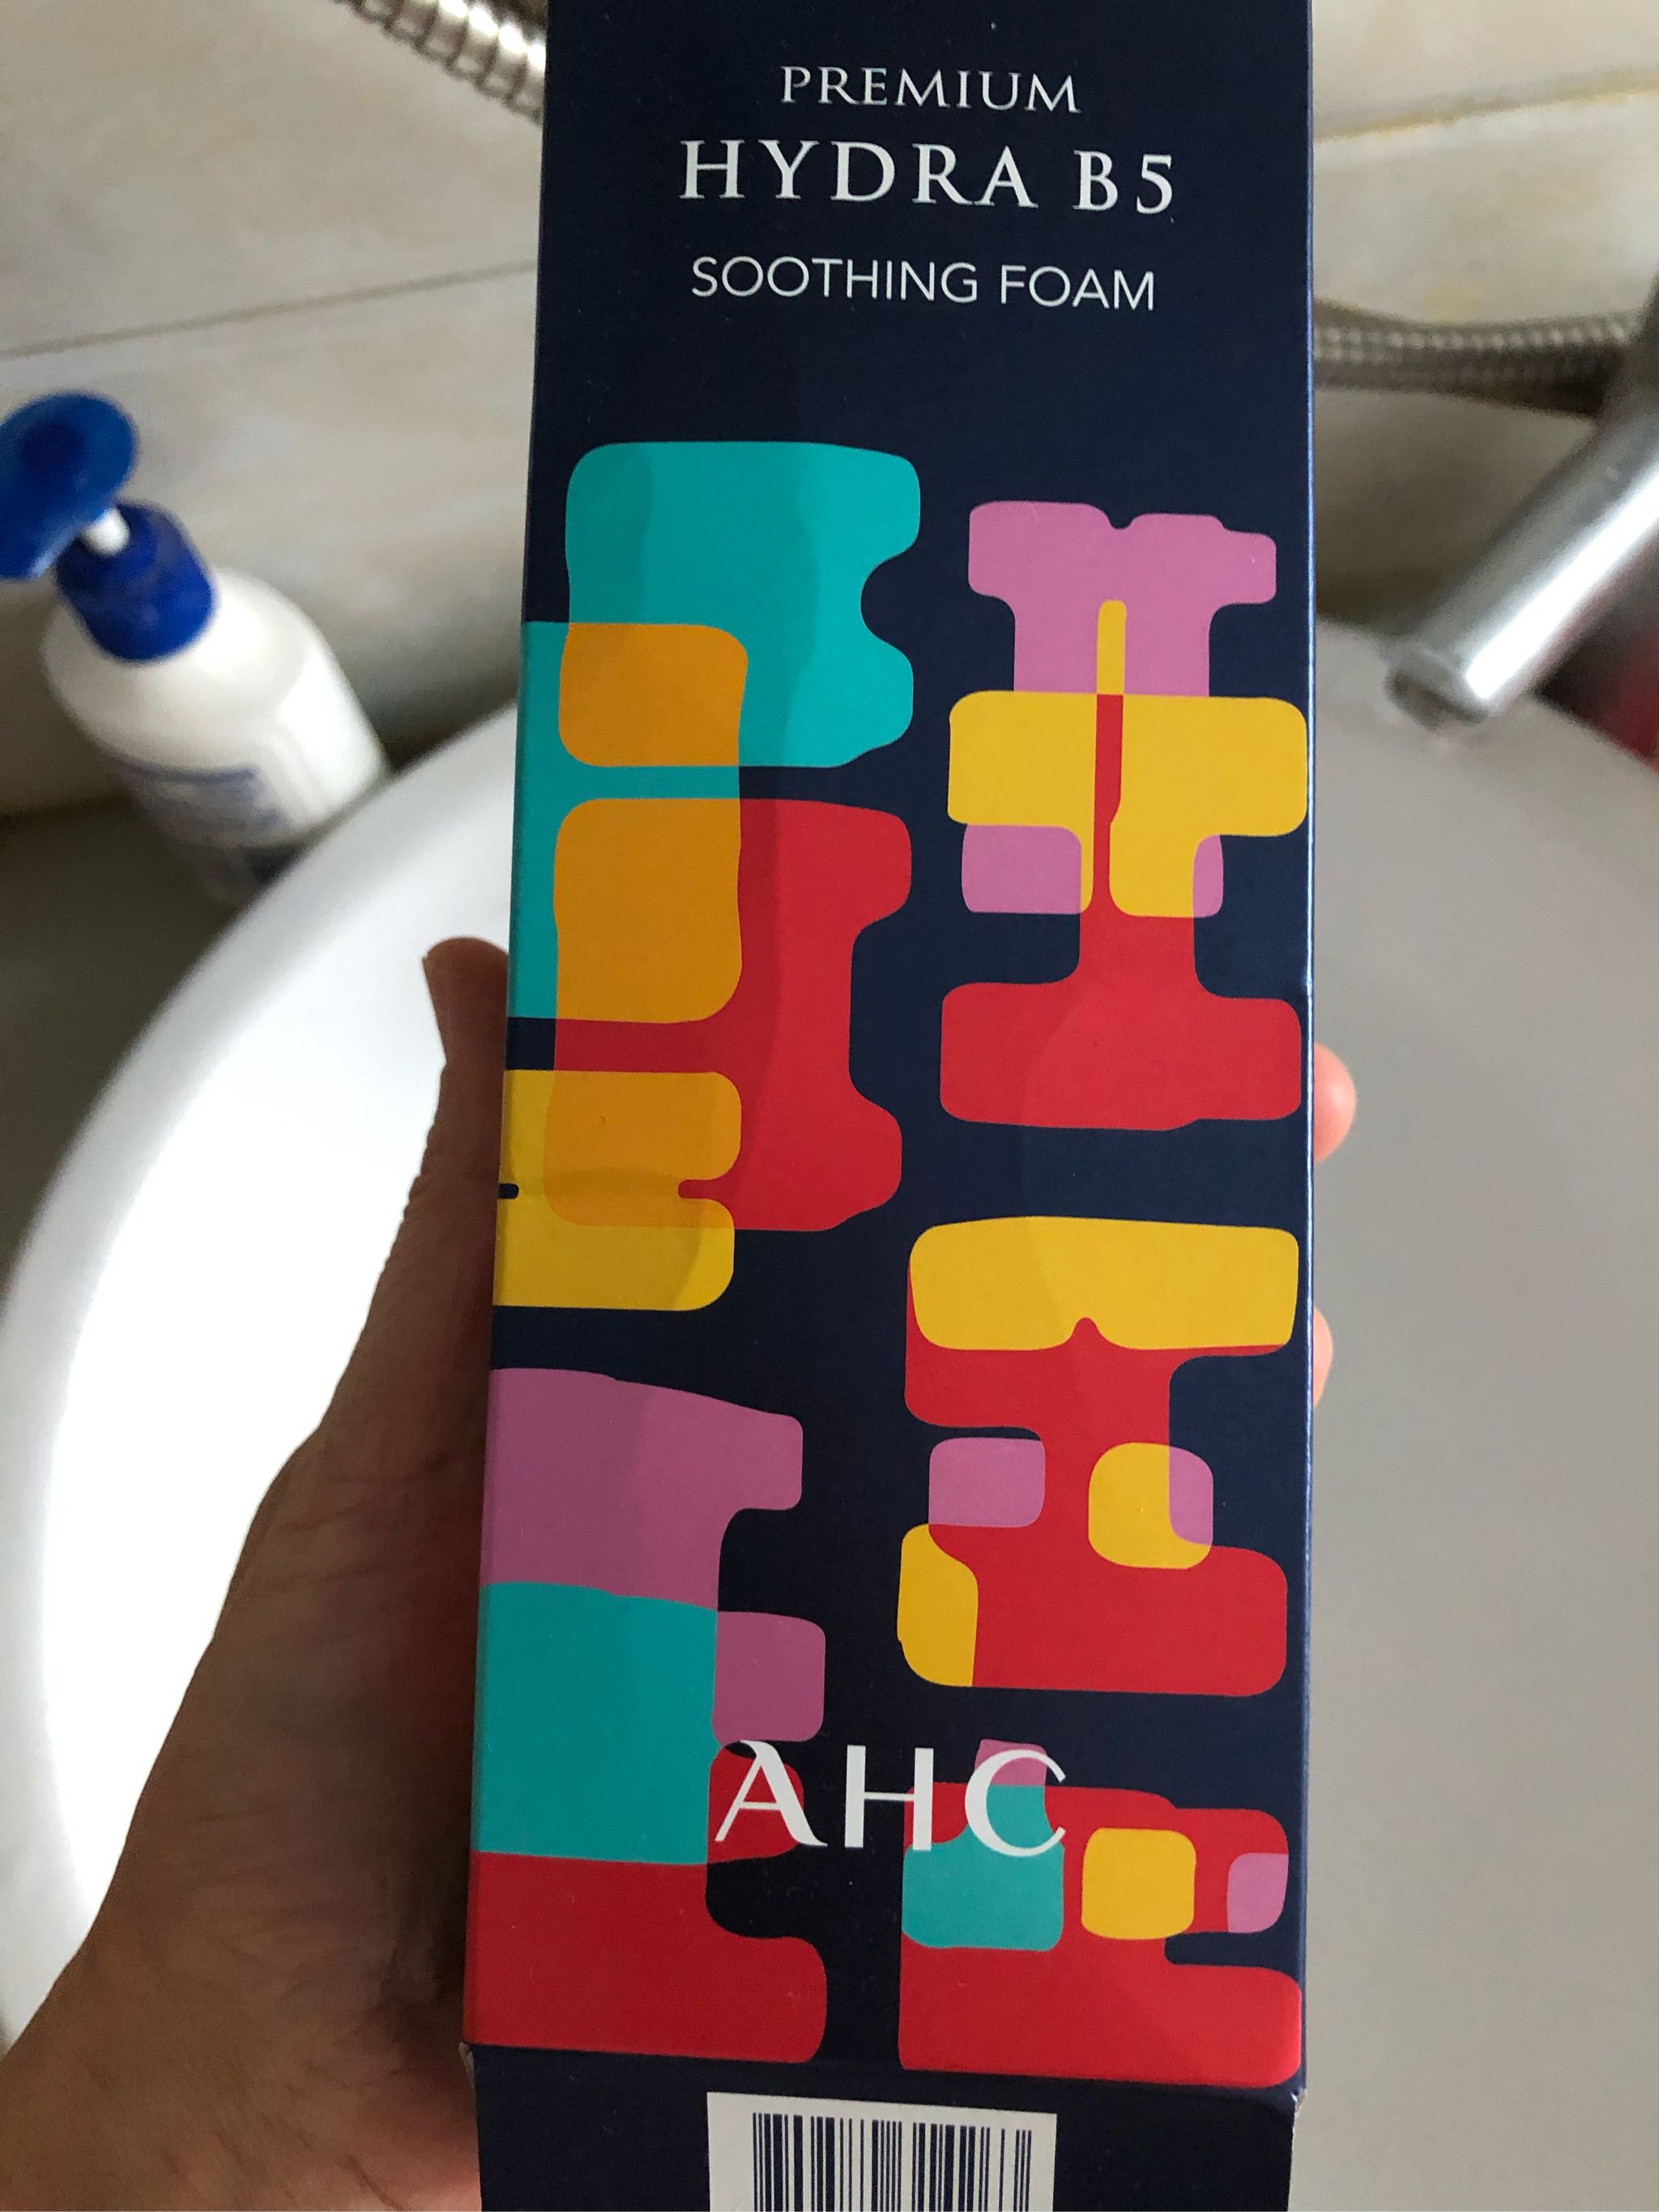 PREMIUM
HYDRA B5
SOOTHING FOAM
AHC